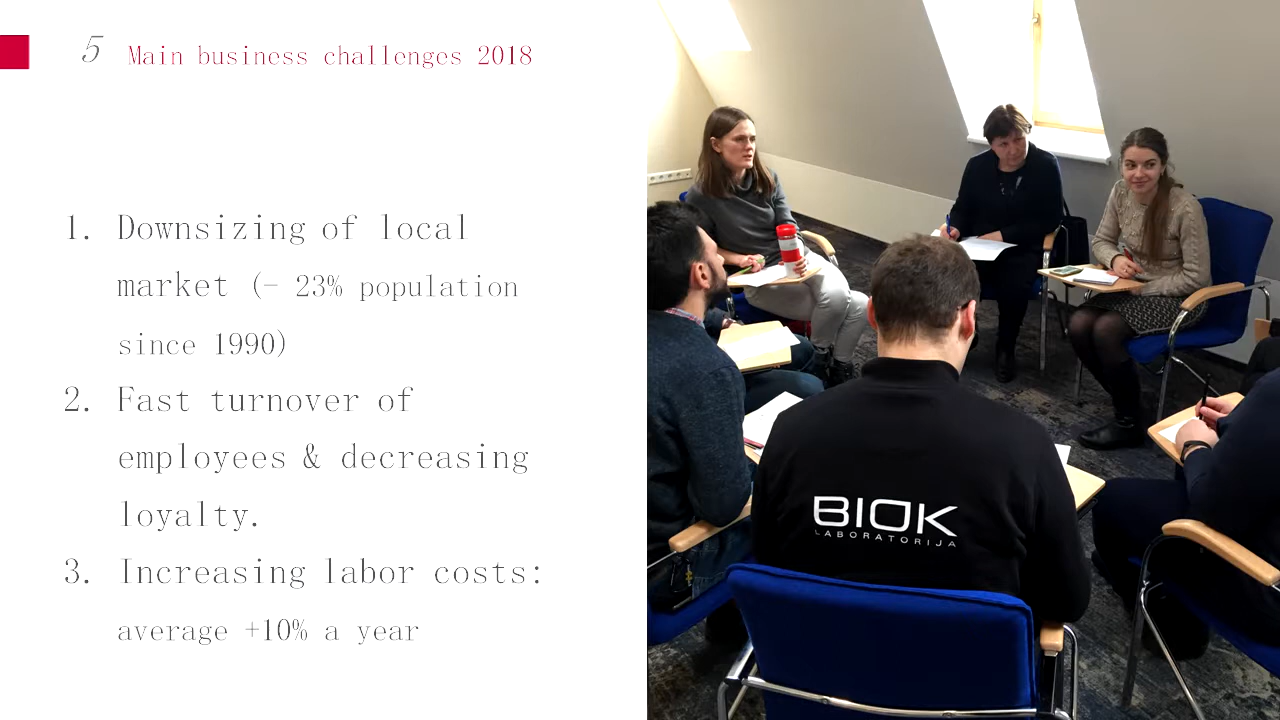 5 Main business challenges 2018
1. Downsizing of local
market (- 23% population
since 1990)
2. Fast turnover of
employees & decreasing
loyalty.
3. Increasing labor costs:
average +10% a year
BIOK
LABORATORIJA